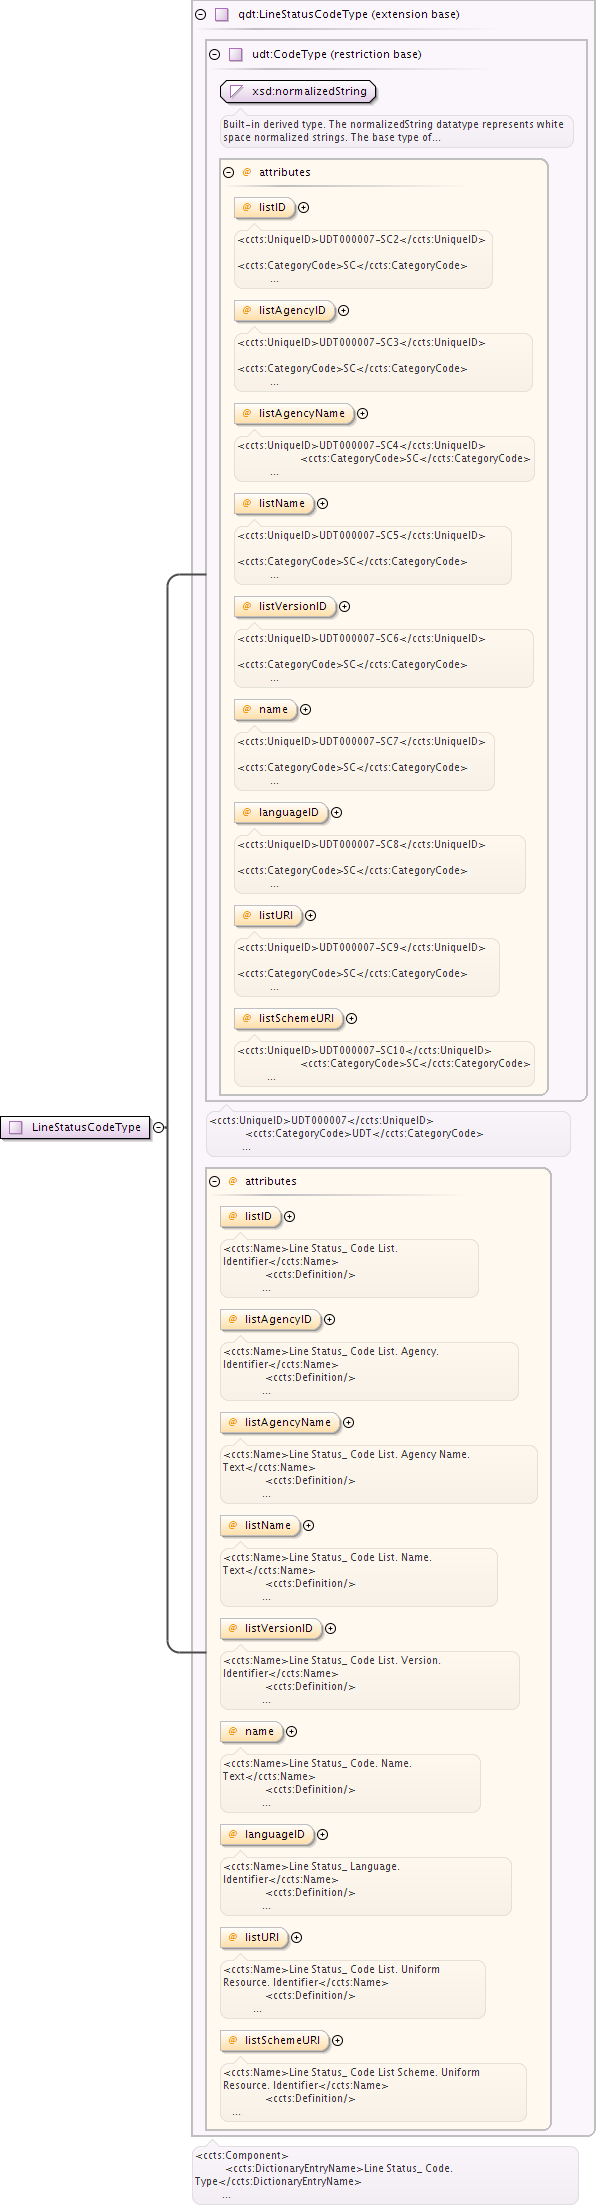 qdt:LineStatusCodeType (extension base)
udt:CodeType (restriction base)
xsd:normalizedString
Built-in derived type. The normalizedString datatype represents white
space normalized strings. The base type of...
@ attributes
@ listID
<ccts:UniqueID>UDT000007-SC2</ccts:UniqueID>
<ccts:CategoryCode>SC</ccts:CategoryCode>
...
@ listAgencyID
<ccts:UniqueID>UDT000007-SC3</ccts:UniqueID>
<ccts:CategoryCode>SC</ccts:CategoryCode>
...
@ listAgencyName
<ccts:UniqueID>UDT000007-SC4</ccts:UniqueID>
<ccts:CategoryCode>SC</ccts:CategoryCode>
...
@ listName
<ccts:UniqueID>UDT000007-SC5</ccts:UniqueID>
<ccts:CategoryCode>SC</ccts:CategoryCode>
...
@ listVersionID
<ccts:UniqueID>UDT000007-SC6</ccts:UniqueID>
<ccts:CategoryCode>SC</ccts:CategoryCode>
...
@ name
<ccts:UniqueID>UDT000007-SC7</ccts:UniqueID>
<ccts:CategoryCode>SC</ccts:CategoryCode>
...
@ languageID
<ccts:UniqueID>UDT000007-SC8</ccts:UniqueID>
<ccts:CategoryCode>SC</ccts:CategoryCode>
...
@ listURI
<ccts:UniqueID>UDT000007-SC9</ccts:UniqueID>
<ccts:CategoryCode>SC</ccts:CategoryCode>
...
@ listSchemeURI
<ccts:UniqueID>UDT000007-SC10</ccts:UniqueID>
<ccts:CategoryCode>SC</ccts:CategoryCode>
...
LineStatusCodeType
<ccts:UniqueID>UDT000007</ccts:UniqueID>
<ccts:CategoryCode>UDT</ccts:CategoryCode>
...
@ attributes
@ listID
<ccts:Name>Line Status_ Code List.
Identifier</ccts:Name>
<ccts:Definition/>
...
@ listAgencyID
<ccts:Name>Line Status_ Code List. Agency.
Identifier</ccts:Name>
<ccts:Definition/>
...
@ listAgencyName
<ccts:Name>Line Status_ Code List. Agency Name.
Text</ccts:Name>
<ccts:Definition/>
...
@ listName
<ccts:Name>Line Status_ Code List. Name.
Text</ccts:Name>
<ccts:Definition/>
...
@ listVersionID
<ccts:Name>Line Status_ Code List. Version.
Identifier</ccts:Name>
<ccts:Definition/>
...
@ name
<ccts:Name>Line Status_ Code. Name.
Text</ccts:Name>
<ccts:Definition/>
...
@ languageID
<ccts:Name>Line Status_ Language.
Identifier</ccts:Name>
<ccts:Definition/>
...
@ listURI
<ccts:Name>Line Status_ Code List. Uniform
Resource. Identifier</ccts:Name>
<ccts:Definition/>
...
@ listSchemeURI
<ccts:Name>Line Status_ Code List Scheme. Uniform
Resource. Identifier</ccts:Name>
<ccts:Definition/>
...
<ccts:Component>
<ccts:DictionaryEntryName>Line Status_ Code.
Type</ccts:DictionaryEntryName>
...